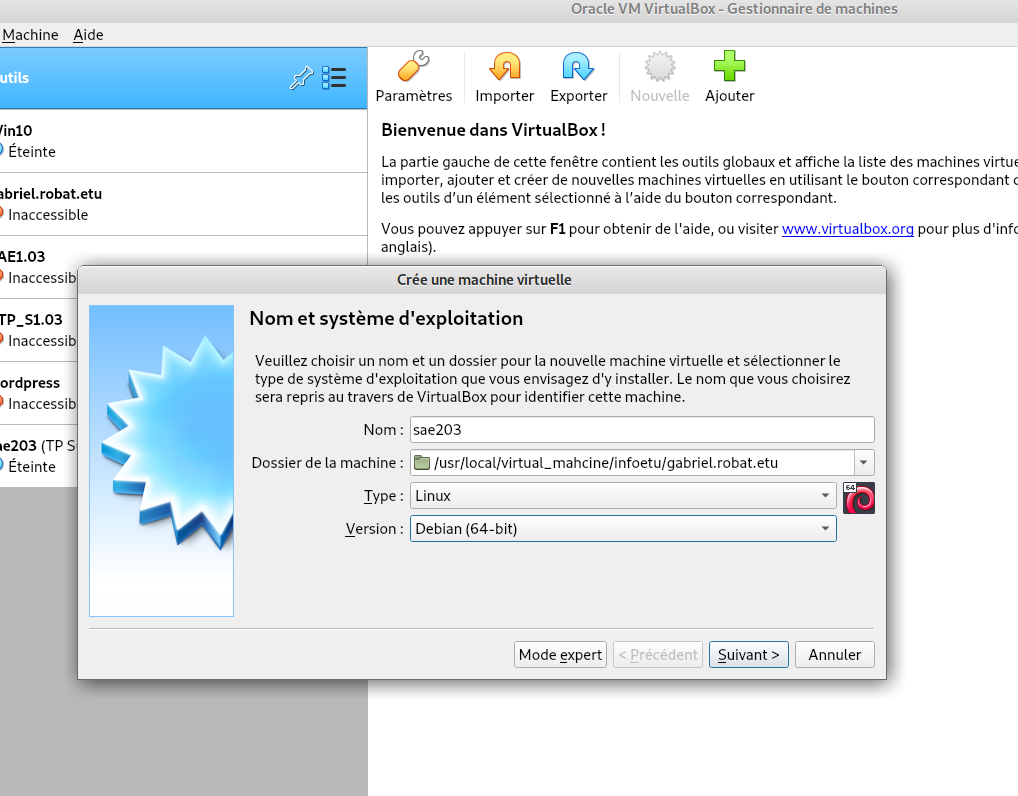 Oracle VM VirtualBox - Gestionnaire de machines
Machine Aide
utils
Paramètres Importer Exporter Nouvelle Ajouter
Win10
Éteinte
gabriel.robat.etu
Inaccessible
AE1.03
Inaccessib
TP_S1.03
Inaccessib
ordpress
Inaccessib
ae203 (TP S
Éteinte
Bienvenue dans VirtualBox !
La partie gauche de cette fenêtre contient les outils globaux et affiche la liste des machines virtue
importer, ajouter et créer de nouvelles machines virtuelles en utilisant le bouton correspondant
les outils d’un élément sélectionné à l’aide du bouton correspondant.
Vous pouvez appuyer sur F1 pour obtenir de l'aide, ou visiter www.virtualbox.org pour plus d'info
anglais).
Crée une machine virtuelle
Nom et système d'exploitation
Veuillez choisir un nom et un dossier pour la nouvelle machine virtuelle et sélectionner le
type de système d'exploitation que vous envisagez d'y installer. Le nom que vous choisirez
sera repris au travers de VirtualBox pour identifier cette machine.
Nom : sae203
Dossier de la machine : /usr/local/virtual_mahcine/infoetu/gabriel.robat.etu
Type : Linux
64
Version : Debian (64-bit)
Mode expert < Précédent Suivant > Annuler